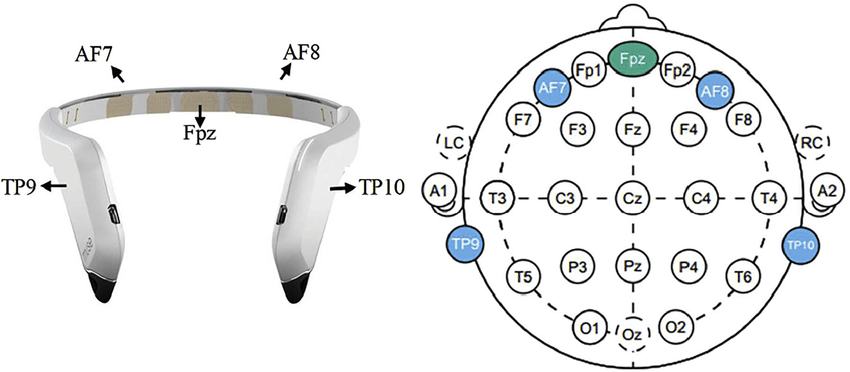 AF7 AF8
Fpz
TP9 TP10
Fp1 Fpz Fp2
AF7 AF8
F7 F3 Fz F4 F8
LC RC
A1 T3 C3 Cz C4 T4 A2
TP9 TP10
T5 P3 Pz P4 T6
O1 Oz O2